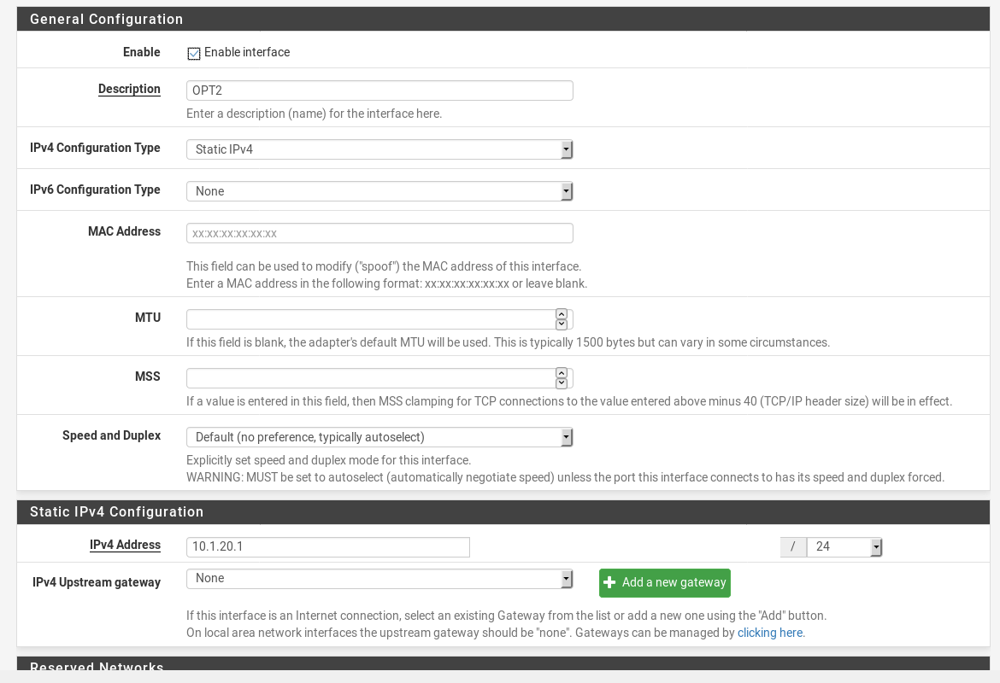 General Configuration
Enable
Enable interface
Description
OPT2
Enter a description (name) for the interface here.
IPv4 Configuration Type
Static IPv4
IPv6 Configuration Type
None
MAC Address
xx:xx:xx:xx:xx:xx
This field can be used to modify ("spoof") the MAC address of this interface.
Enter a MAC address in the following format: xx:xx:xx:xx:xx:xx or leave blank.
MTU
If this field is blank, the adapter's default MTU will be used. This is typically 1500 bytes but can vary in some circumstances.
MSS
If a value is entered in this field, then MSS clamping for TCP connections to the value entered above minus 40 (TCP/IP header size) will be in effect.
Speed and Duplex
Default (no preference, typically autoselect)
Explicitly set speed and duplex mode for this interface.
WARNING: MUST be set to autoselect (automatically negotiate speed) unless the port this interface connects to has its speed and duplex forced.
Static IPv4 Configuration
IPv4 Address
10.1.20.1
/ 24
IPv4 Upstream gateway
None
Add a new gateway
If this interface is an Internet connection, select an existing Gateway from the list or add a new one using the "Add" button.
On local area network interfaces the upstream gateway should be "none". Gateways can be managed by clicking here.
Reserved Networks